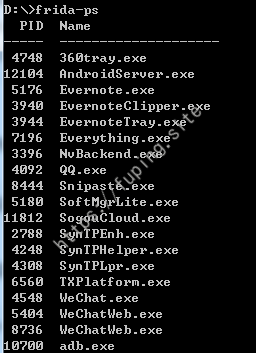 D:\>frida-ps
  PID  Name
-----  ---------------------
 4748  360tray.exe
12104  AndroidServer.exe
 5176  Evernote.exe
 3940  EvernoteClipper.exe
 3944  EvernoteTray.exe
 7196  Everything.exe
 3396  NvBackend.exe
 4092  QQ.exe
 8444  Snipaste.exe
 5180  SoftMgrLite.exe
11812  SogouCloud.exe
 2788  SynTPEnh.exe
 4248  SynTPHelper.exe
 4308  SynTPLpr.exe
 6560  TXPlatform.exe
 4548  WeChat.exe
 5404  WeChatWeb.exe
 8736  WeChatWeb.exe
10700  adb.exe
https://fuping.site